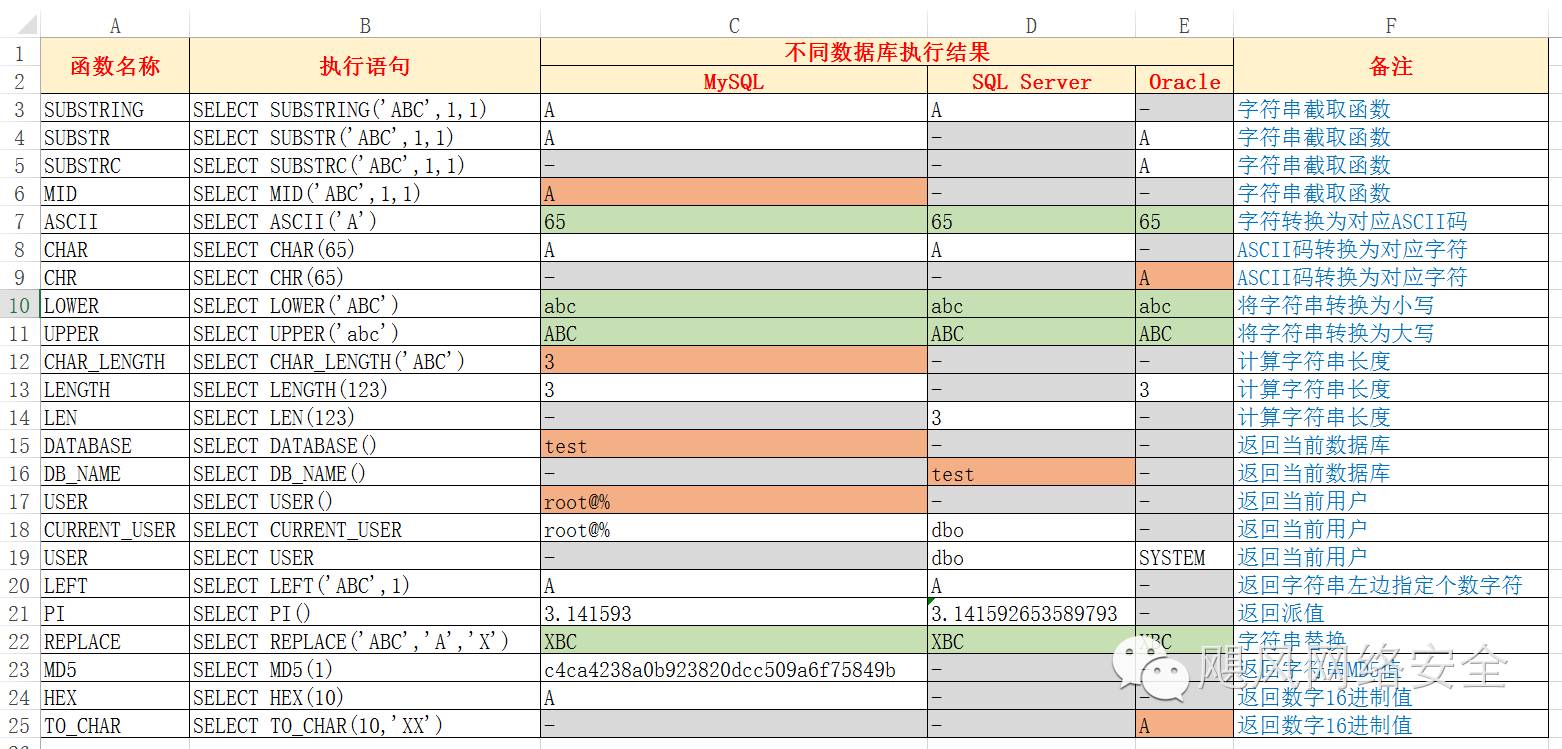 A B C D E F
1 函数名称 执行语句 不同数据库执行结果 备注
2 MySQL SQL Server Oracle
3 SUBSTRING SELECT SUBSTRING('ABC',1,1) A A - 字符串截取函数
4 SUBSTR SELECT SUBSTR('ABC',1,1) A - A 字符串截取函数
5 SUBSTRC SELECT SUBSTRC('ABC',1,1) - - A 字符串截取函数
6 MID SELECT MID('ABC',1,1) A - - 字符串截取函数
7 ASCII SELECT ASCII('A') 65 65 65 字符转换为对应ASCII码
8 CHAR SELECT CHAR(65) A A - ASCII码转换为对应字符
9 CHR SELECT CHR(65) - - A ASCII码转换为对应字符
10 LOWER SELECT LOWER('ABC') abc abc abc 将字符串转换为小写
11 UPPER SELECT UPPER('abc') ABC ABC ABC 将字符串转换为大写
12 CHAR_LENGTH SELECT CHAR_LENGTH('ABC') 3 - - 计算字符串长度
13 LENGTH SELECT LENGTH(123) 3 - 3 计算字符串长度
14 LEN SELECT LEN(123) - 3 - 计算字符串长度
15 DATABASE SELECT DATABASE() test - - 返回当前数据库
16 DB_NAME SELECT DB_NAME() - test - 返回当前数据库
17 USER SELECT USER() root@% - - 返回当前用户
18 CURRENT_USER SELECT CURRENT_USER root@% dbo - 返回当前用户
19 USER SELECT USER - dbo SYSTEM 返回当前用户
20 LEFT SELECT LEFT('ABC',1) A A - 返回字符串左边指定个数字符
21 PI SELECT PI() 3.141593 3.141592653589793 - 返回派值
22 REPLACE SELECT REPLACE('ABC','A','X') XBC XBC XBC 字符串替换
23 MD5 SELECT MD5(1) c4ca4238a0b923820dcc509a6f75849b - - 返回字符串MD5值
飓风网络安全
24 HEX SELECT HEX(10) A - - 返回数字16进制值
25 TO_CHAR SELECT TO_CHAR(10,'XX') - - A 返回数字16进制值